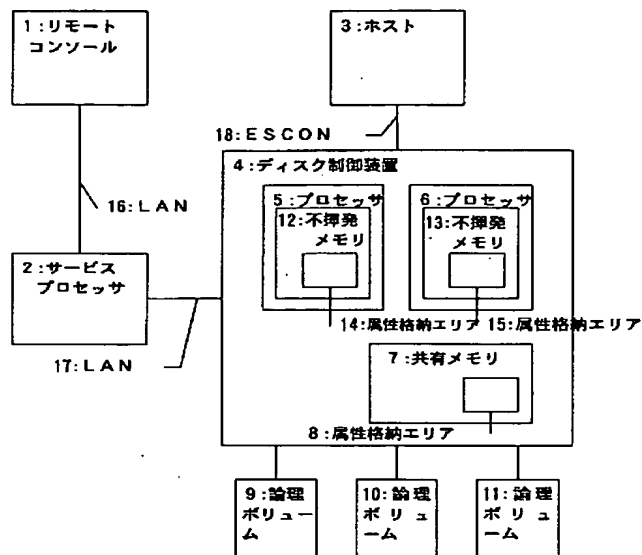 1:リモート
コンソール
3:ホスト
18:ESCON
4:ディスク制御装置
5:プロセッサ
6:プロセッサ
12:不揮発
メモリ
13:不揮発
メモリ
16:LAN
2:サービス
プロセッサ
14:属性格納エリア
15:属性格納エリア
17:LAN
7:共有メモリ
8:属性格納エリア
9:論理
ボリュー
ム
10:論理
ボリュ
ーム
11:論理
ボリュ
ーム